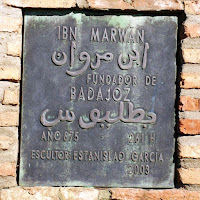 IBN MARWAN
ابن مروان
FUNDADOR DE
BADAJOZ
بطليوس
AÑO 875
ESCULTOR ESTANISLAO GARCÍA
2003